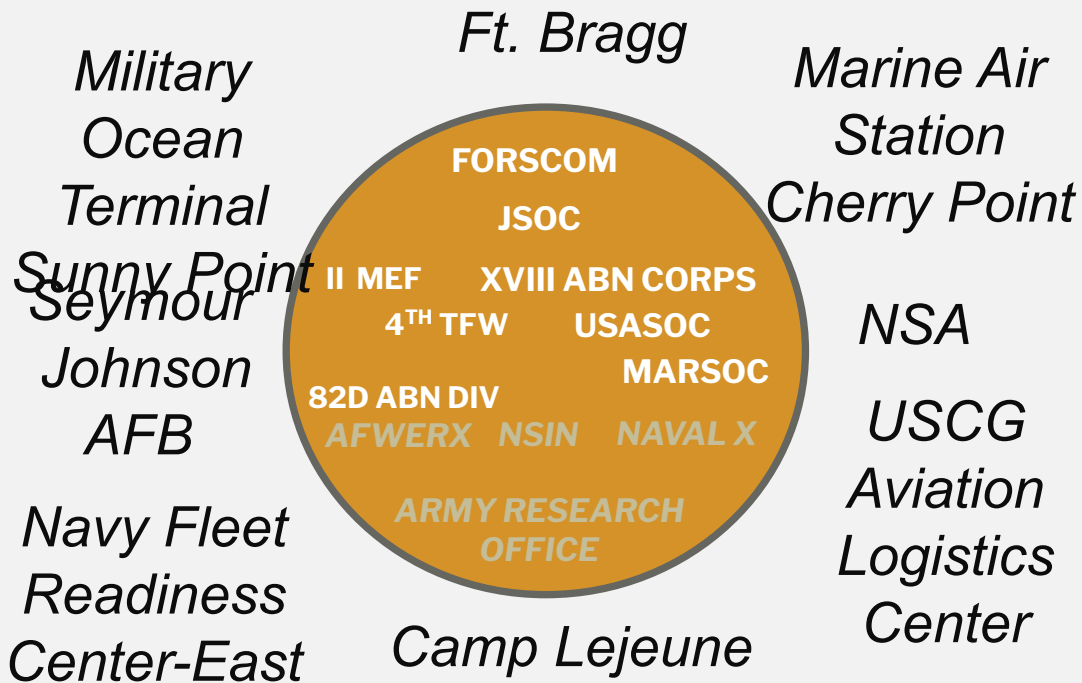 Ft. Bragg
Military
Ocean
Terminal
Sunny Point
Marine Air
Station
Cherry Point
FORSCOM
JSOC
II MEF
XVIII ABN CORPS
4TH TFW
USASOC
MARSOC
82D ABN DIV
AFWERX
NSIN
NAVAL X
ARMY RESEARCH
OFFICE
Seymour
Johnson
AFB
NSA
USCG
Aviation
Logistics
Center
Navy Fleet
Readiness
Center-East
Camp Lejeune